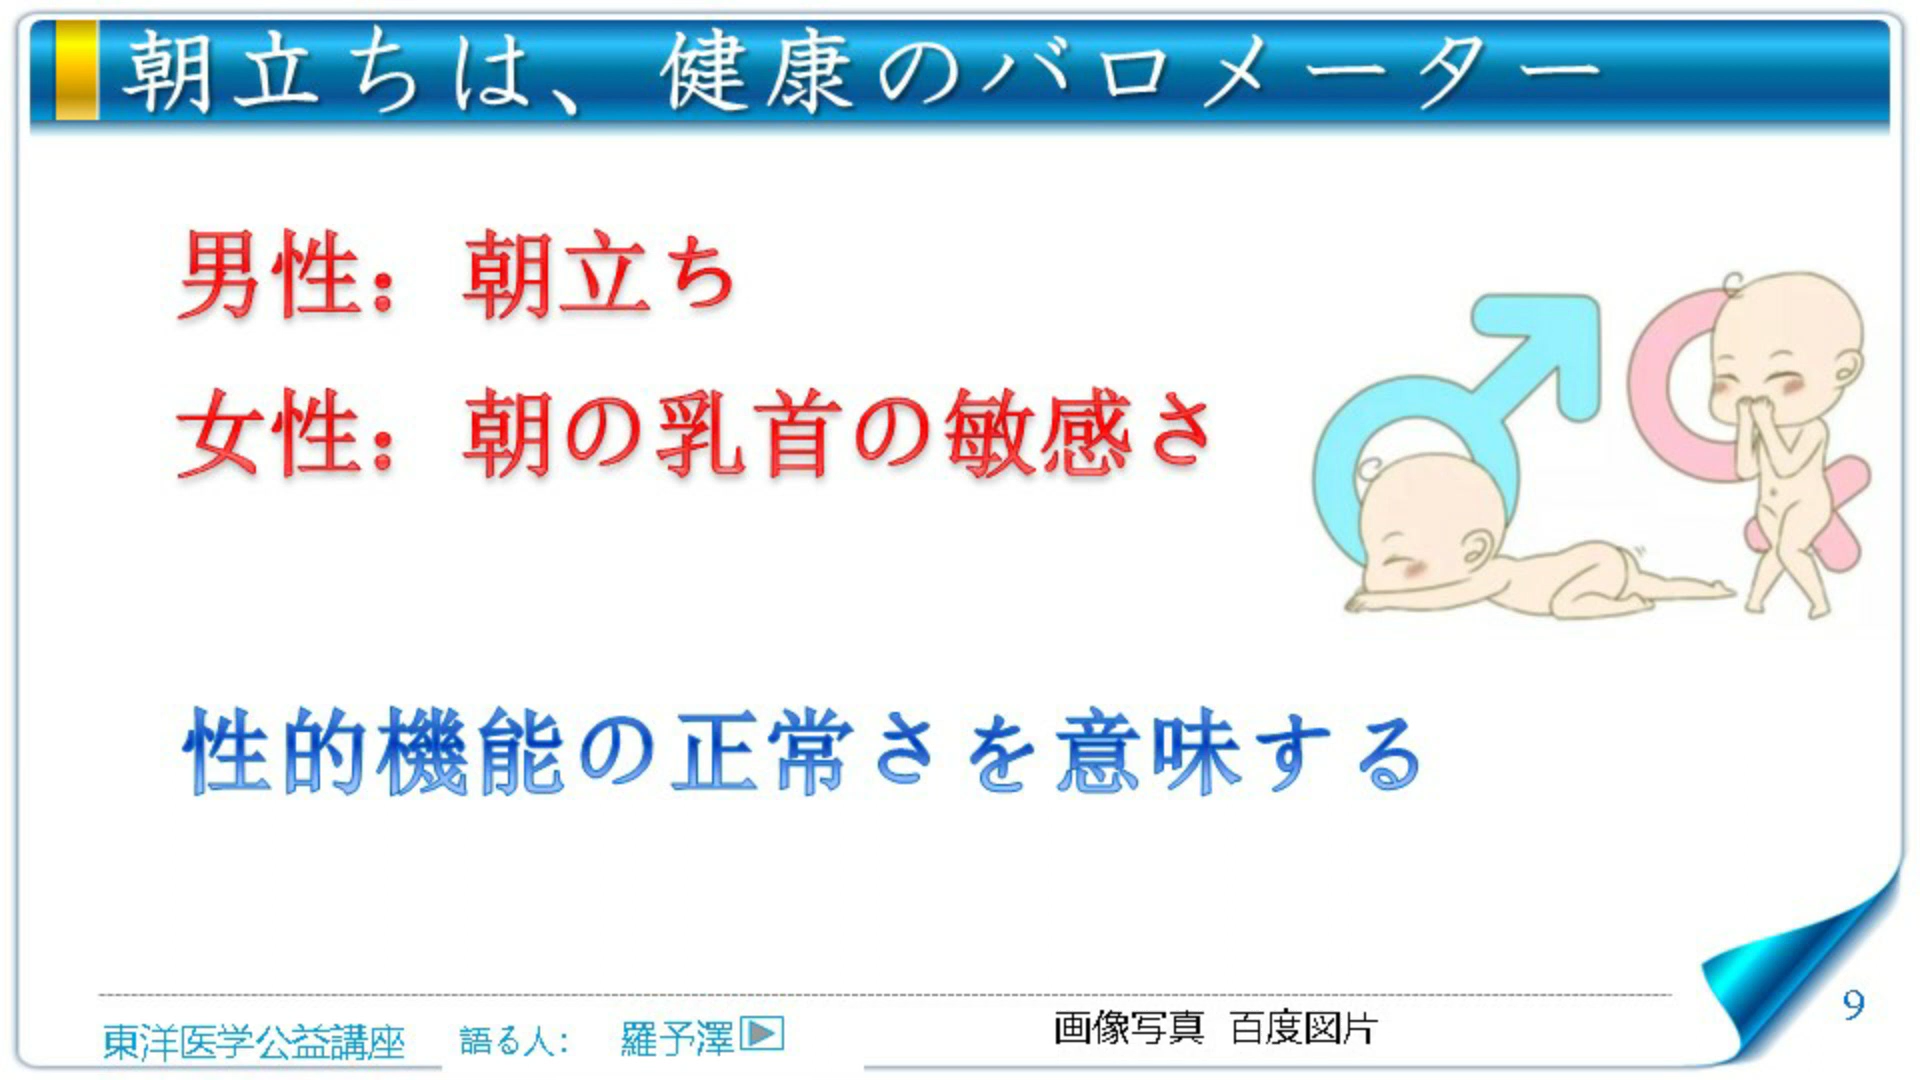 朝立ちは、健康のバロメーター
男性：朝立ち
女性：朝の乳首の敏感さ
性的機能の正常さを意味する
東洋医学公益講座 語る人： 羅予澤
画像写真 百度図片
9